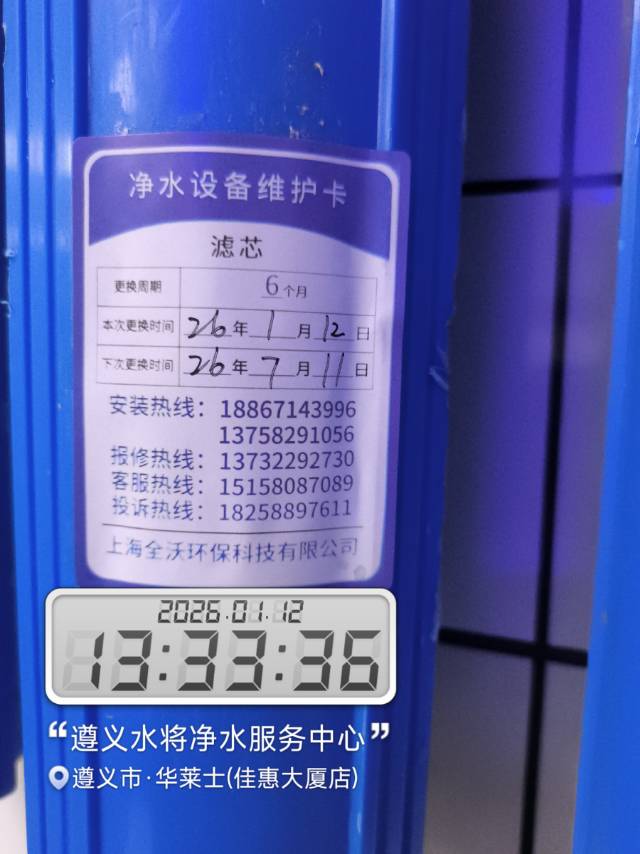 净水设备维护卡
滤芯
更换周期 6个月
本次更换时间 26年1月12日
下次更换时间 26年7月11日
安装热线：18867143996
13758291056
报修热线：13732292730
客服热线：15158087089
投诉热线：18258897611
上海全沃环保科技有限公司
2026.01.12
13:33:36
“遵义水将净水服务中心”
遵义市·华莱士(佳惠大厦店)